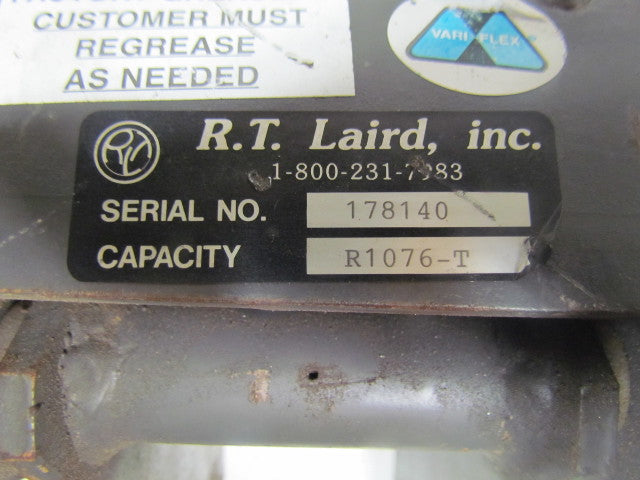 CUSTOMER MUST
REGREASE
AS NEEDED
VARI-FLEX
R.T. Laird, inc.
SERIAL NO. 178140
CAPACITY R1076-T